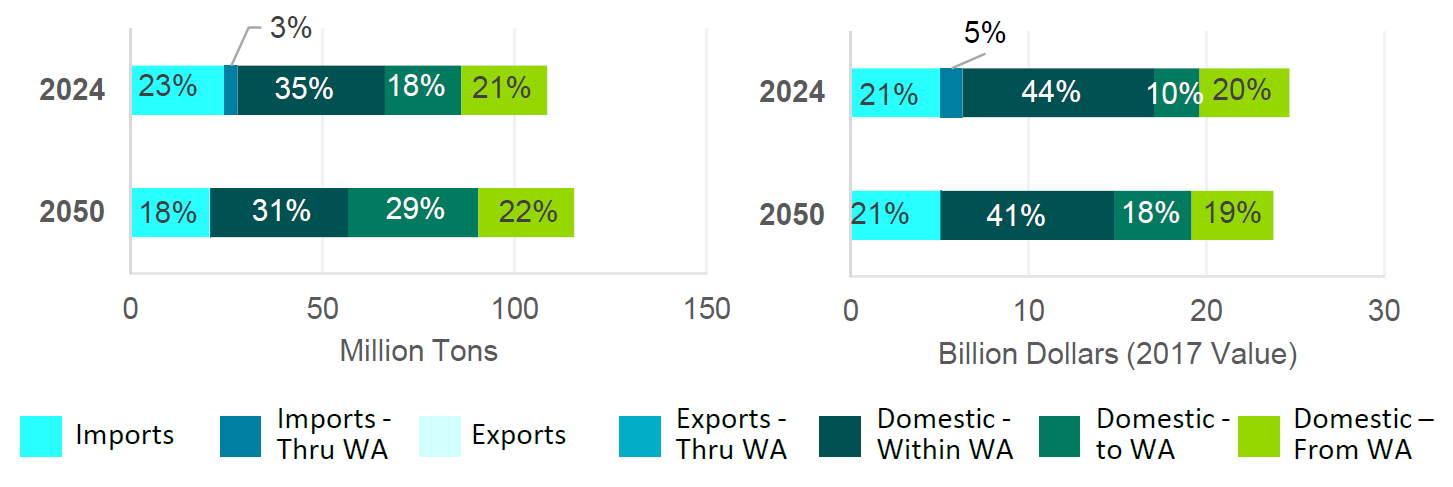 3%
2024
23%
35%
18%
21%
2050
18%
31%
29%
22%
0
50
100
150
Million Tons
5%
2024
21%
44%
10%
20%
2050
21%
41%
18%
19%
0
10
20
30
Billion Dollars (2017 Value)
Imports
Imports -
Thru WA
Exports
Exports -
Thru WA
Domestic -
Within WA
Domestic -
to WA
Domestic –
From WA